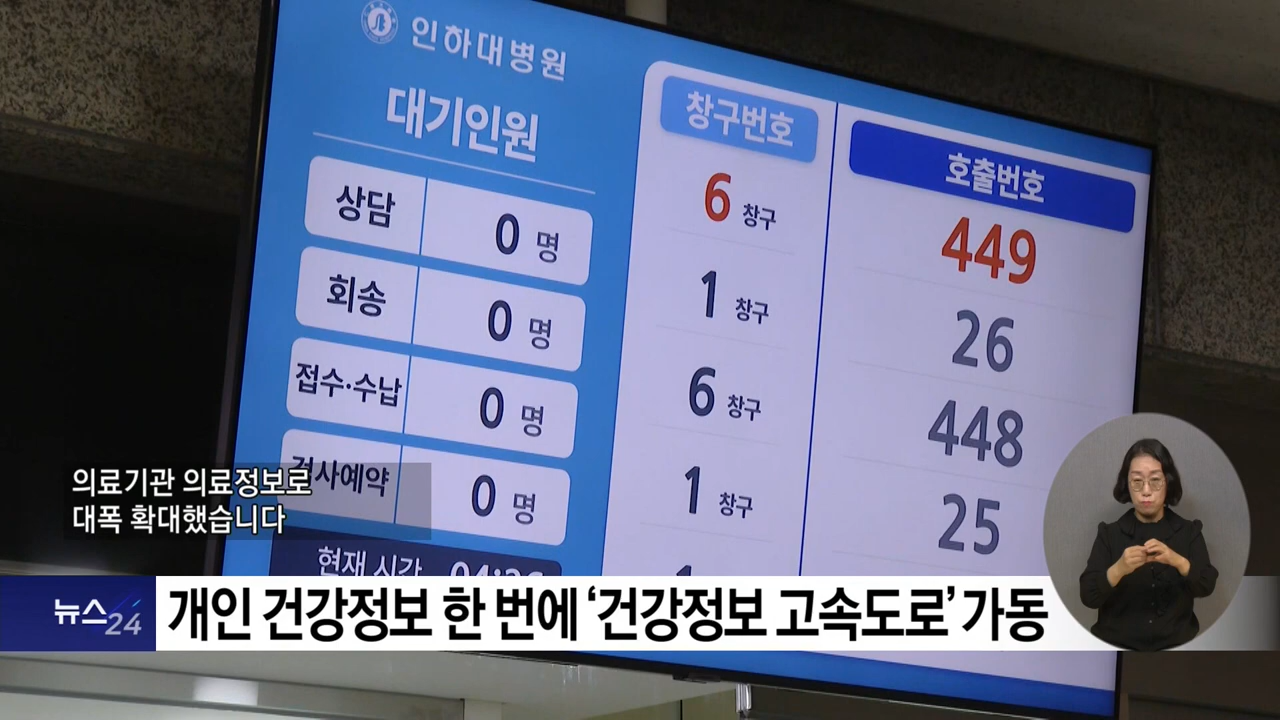 인하대병원
대기인원
상담 0 명
회송 0 명
접수·수납 0 명
검사예약 0 명
현재 시간
창구번호 호출번호
6 창구 449
1 창구 26
6 창구 448
1 창구 25
의료기관 의료정보로
대폭 확대했습니다
뉴스24
개인 건강정보 한 번에 ‘건강정보 고속도로’ 가동